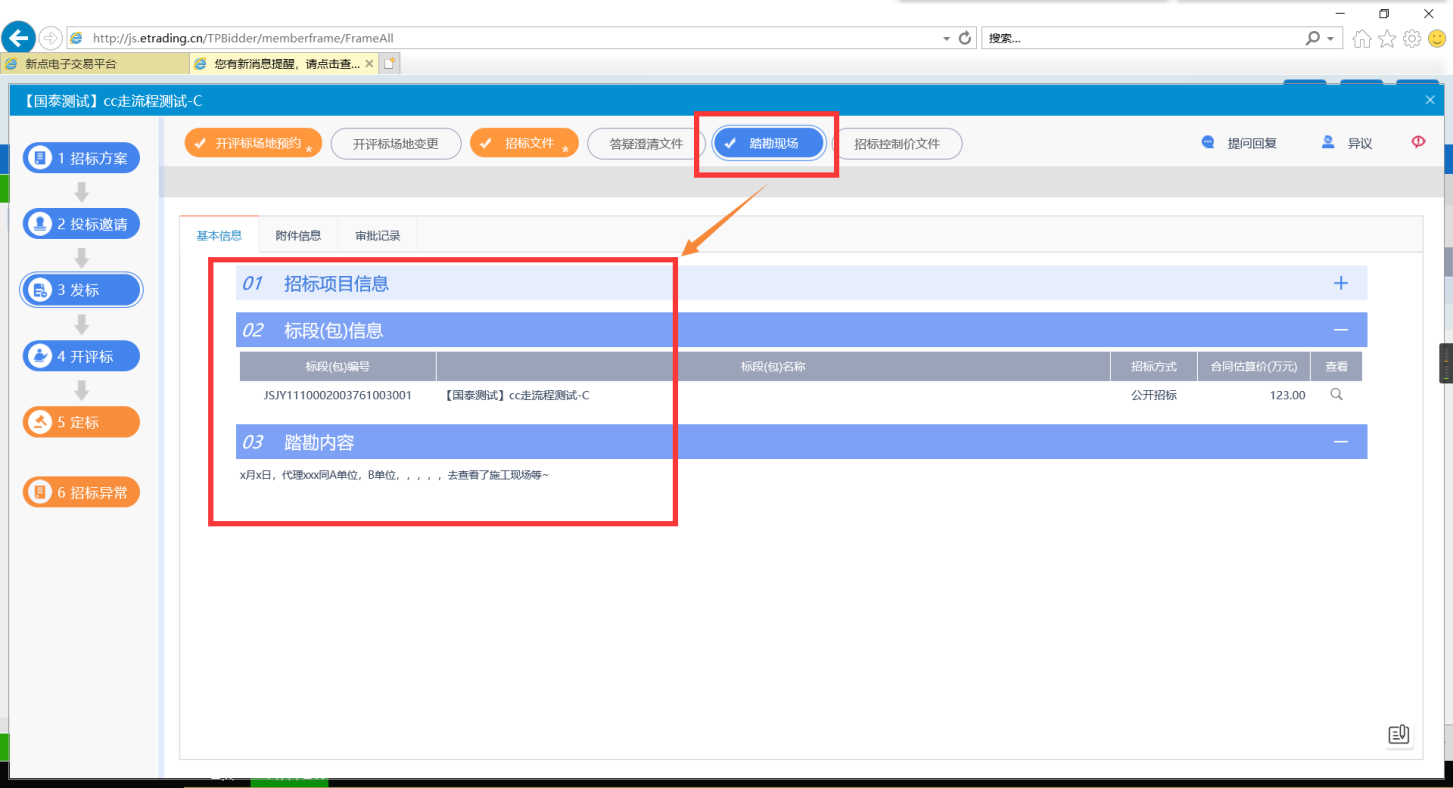 http://js.etrading.cn/TPBidder/memberframe/FrameAll
搜索...
新点电子交易平台
您有新消息提醒，请点击查...
【国泰测试】cc走流程测试-C
开评标场地预约 *
开评标场地变更
招标文件 *
答疑澄清文件
踏勘现场
招标控制价文件
提问回复
异议
1 招标方案
2 投标邀请
3 发标
4 开评标
5 定标
6 招标异常
基本信息 附件信息 审批记录
01 招标项目信息
02 标段(包)信息
标段(包)编号 标段(包)名称 招标方式 合同估算价(万元) 查看
JSJY1110002003761003001 【国泰测试】cc走流程测试-C 公开招标 123.00
03 踏勘内容
x月x日，代理xxx同A单位，B单位，，，，，去查看了施工现场等~